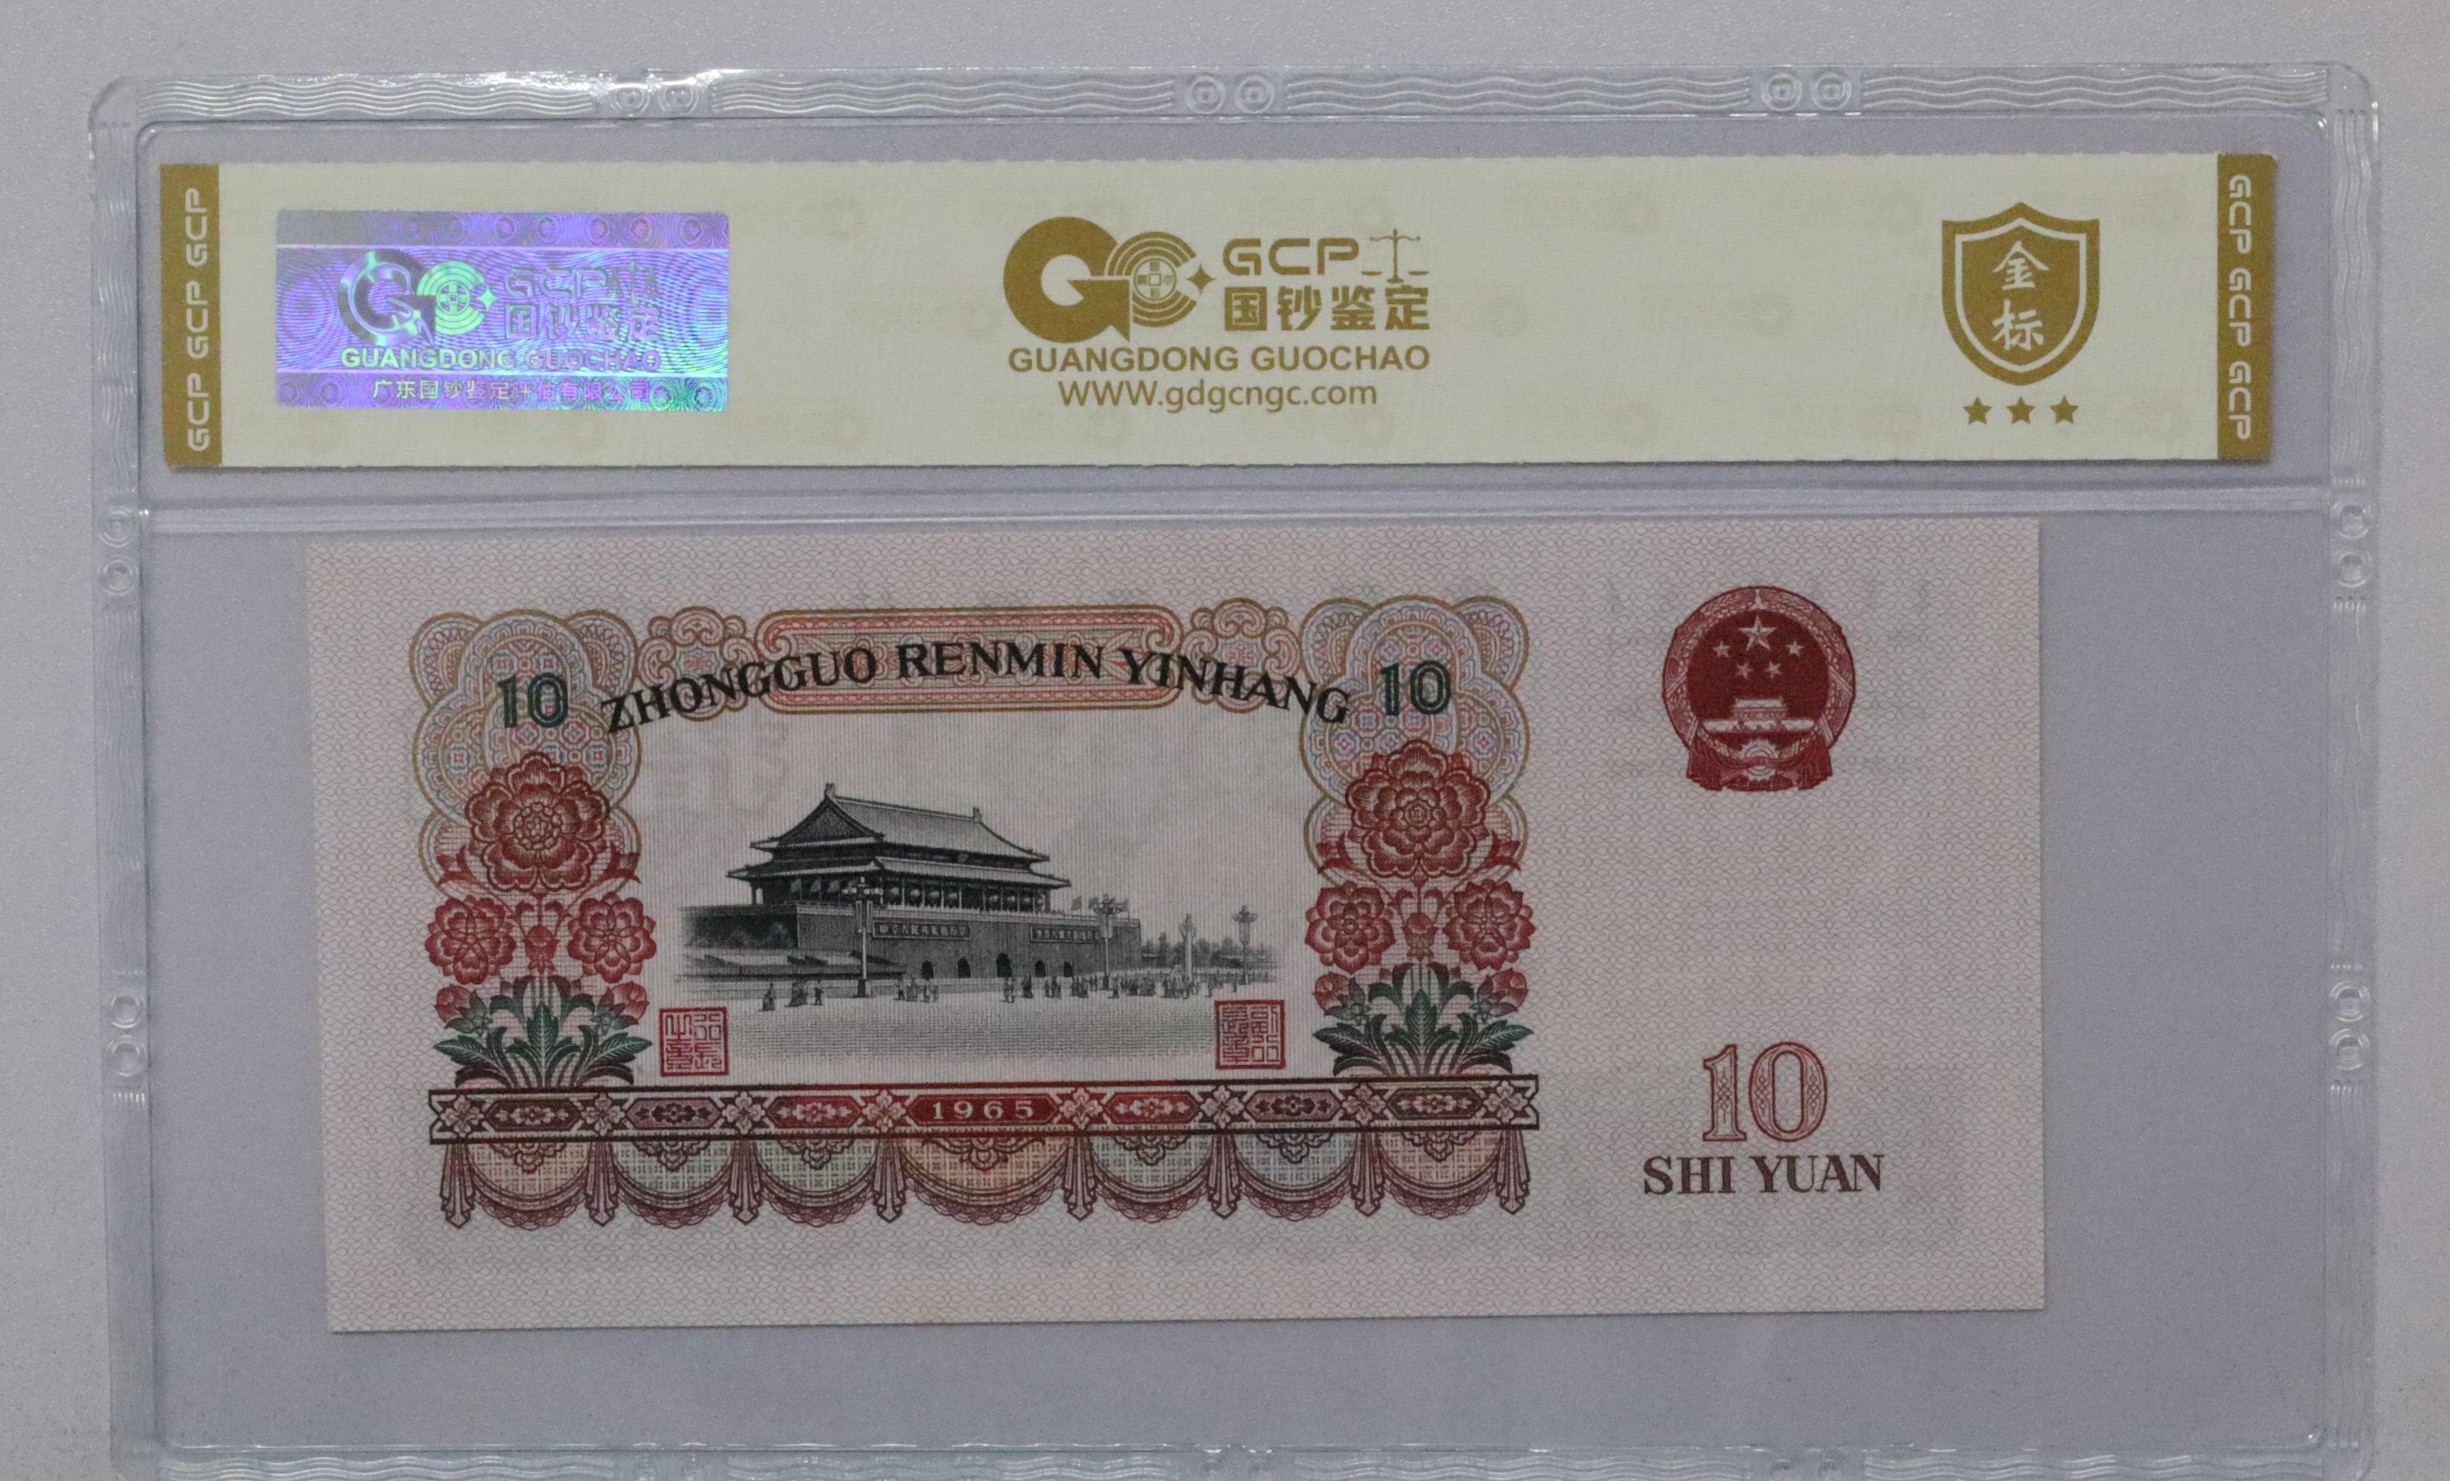 GCP GCP GCP
GCP
国钞鉴定
GUANGDONG GUOCHAO
广东国钞鉴定评估有限公司
GCP
国钞鉴定
GUANGDONG GUOCHAO
WWW.gdgcngc.com
金
标
GCP GCP GCP
10 ZHONGGUO RENMIN YINHANG 10
1965
10
SHI YUAN